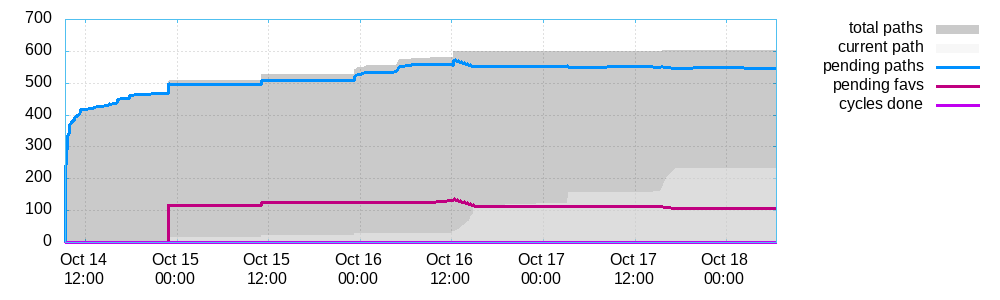 700
600
500
400
300
200
100
0
Oct 14 Oct 15 Oct 15 Oct 16 Oct 16 Oct 17 Oct 17 Oct 18
12:00 00:00 12:00 00:00 12:00 00:00 12:00 00:00
total paths
current path
pending paths
pending favs
cycles done